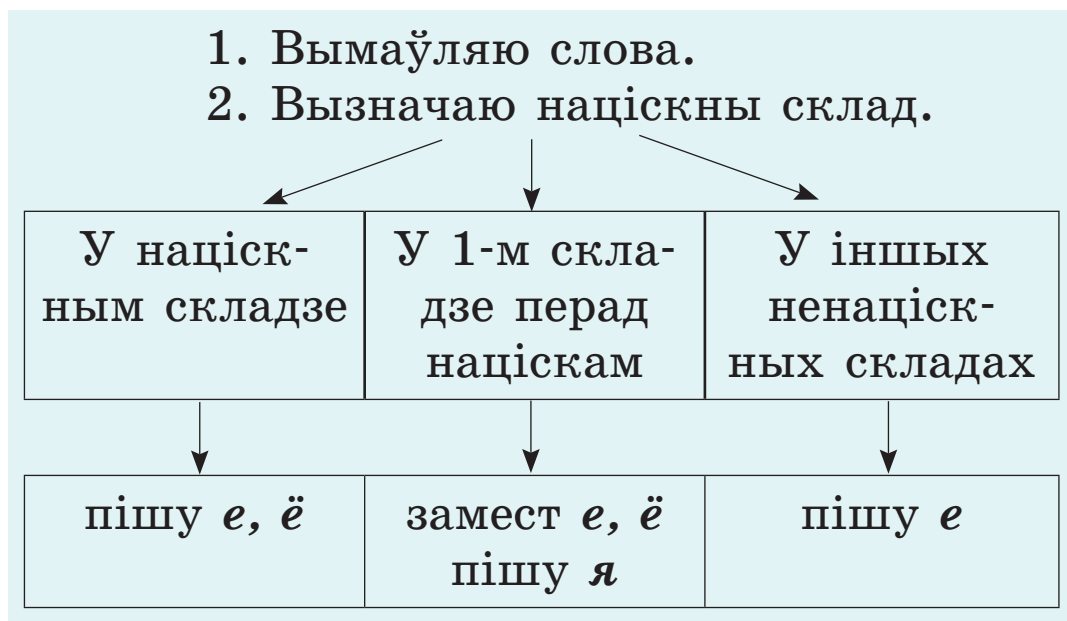 1. Вымаўляю слова.
2. Вызначаю націскны склад.
У націск-
ным складзе
У 1-м скла-
дзе перад
націскам
У іншых
ненаціск-
ных складах
пішу е, ё
замест е, ё
пішу я
пішу е